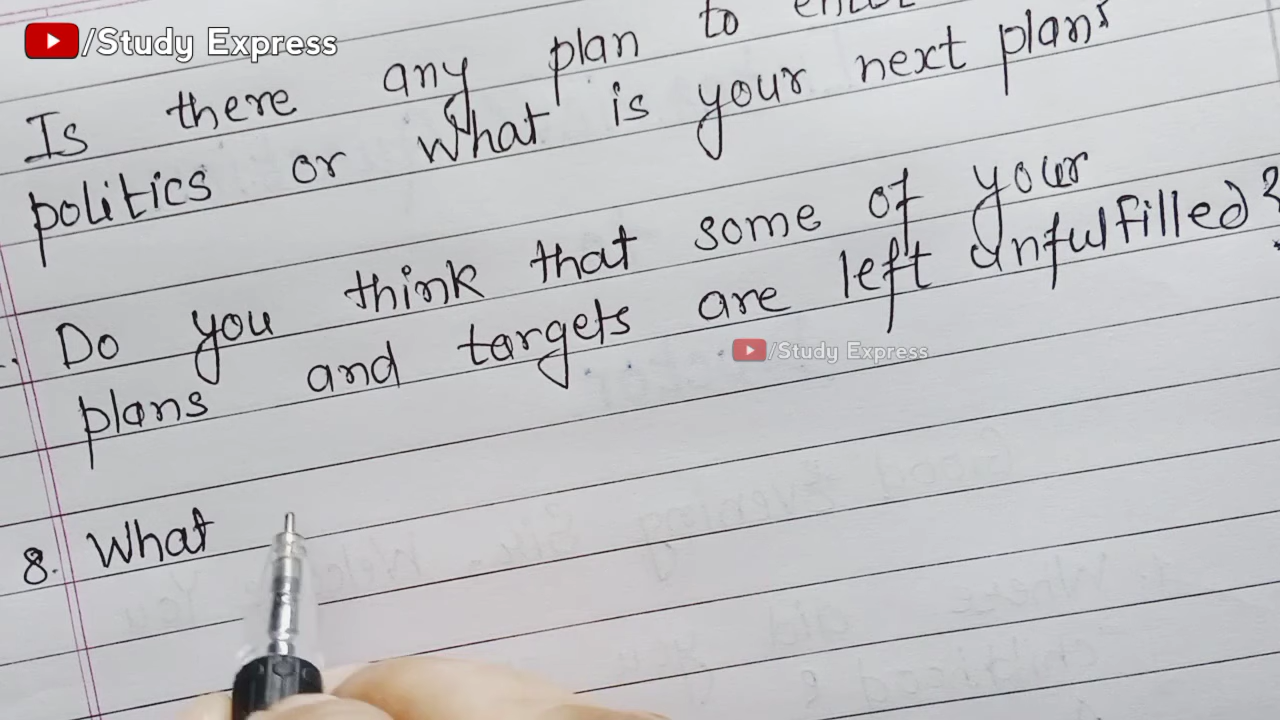 /Study Express
Is there any plan to enter
politics or what is your next plan?
Do you think that some of your
plans and targets are left unfulfilled?
/Study Express
8. What